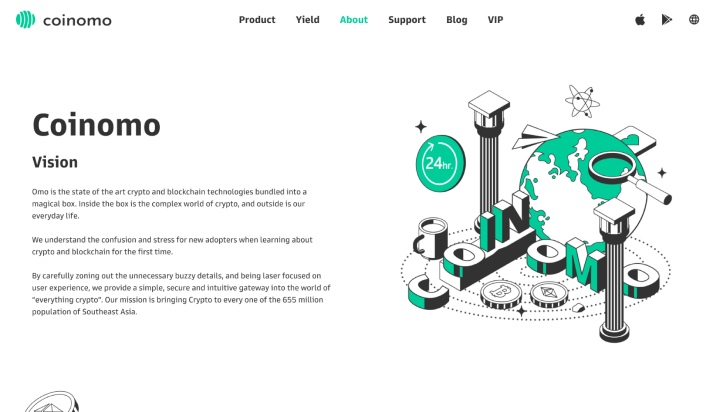 coinomo
Product Yield About Support Blog VIP
Coinomo
Vision
Omo is the state of the art crypto and blockchain technologies bundled into a
magical box. Inside the box is the complex world of crypto, and outside is our
everyday life.
We understand the confusion and stress for new adopters when learning about
crypto and blockchain for the first time.
By carefully zoning out the unnecessary buzzy details, and being laser focused on
user experience, we provide a simple, secure and intuitive gateway into the world of
“everything crypto”. Our mission is bringing Crypto to every one of the 655 million
population of Southeast Asia.
24hr.
COINOMO